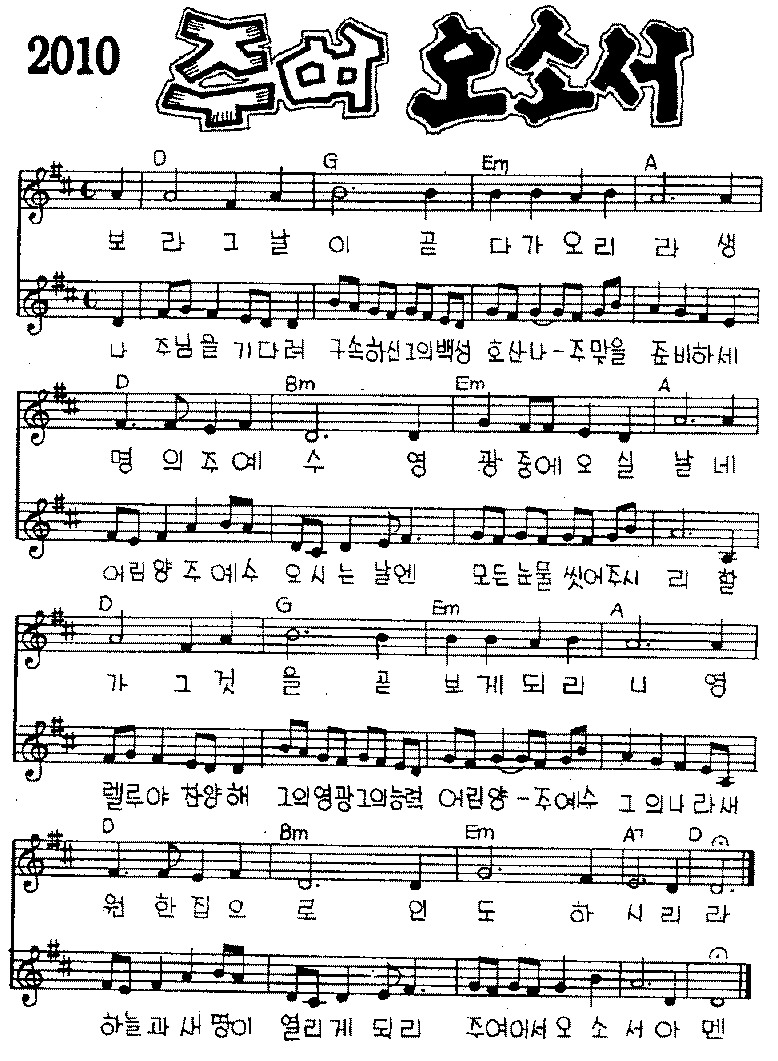 2010 주여 오소서
D G Em A
보 라 그 날 이 곧 다 가 오 리 라 생
나 주님을 기다려 구속하신그의백성 호산나-주맞을 준비하세
D Bm Em A
명 의 주 예 수 영 광 중에 오 실 날 네
어린양 주 예수 오시는 날엔 모든눈물 씻어주시 리 할
D G Em A
가 그 것 을 곧 보 게 되 리 니 영
렐루야 찬양해 그의영광그의능력 어린양-주예수 그의나라새
D Bm Em A7 D
원 한 집 으 로 인 도 하 시 리 라
하늘과 새 땅이 열리게 되리 주여어서 오 소 서 아 멘